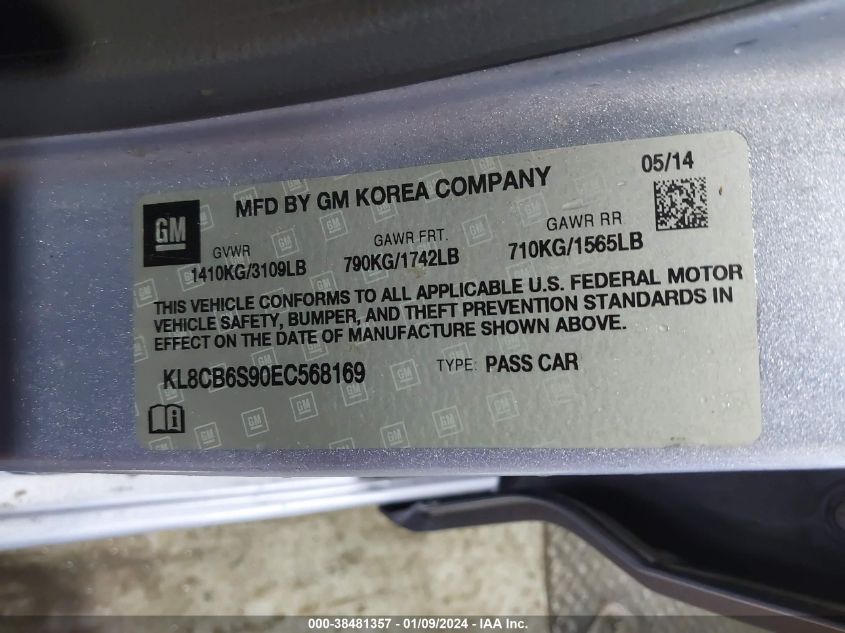 05/14
MFD BY GM KOREA COMPANY
GM
GVWR GAWR FRT. GAWR RR
1410KG/3109LB 790KG/1742LB 710KG/1565LB
THIS VEHICLE CONFORMS TO ALL APPLICABLE U.S. FEDERAL MOTOR
VEHICLE SAFETY, BUMPER, AND THEFT PREVENTION STANDARDS IN
EFFECT ON THE DATE OF MANUFACTURE SHOWN ABOVE.
KL8CB6S90EC568169 TYPE: PASS CAR
000-38481357 | 01/09/2024 | IAAI.com Inc.